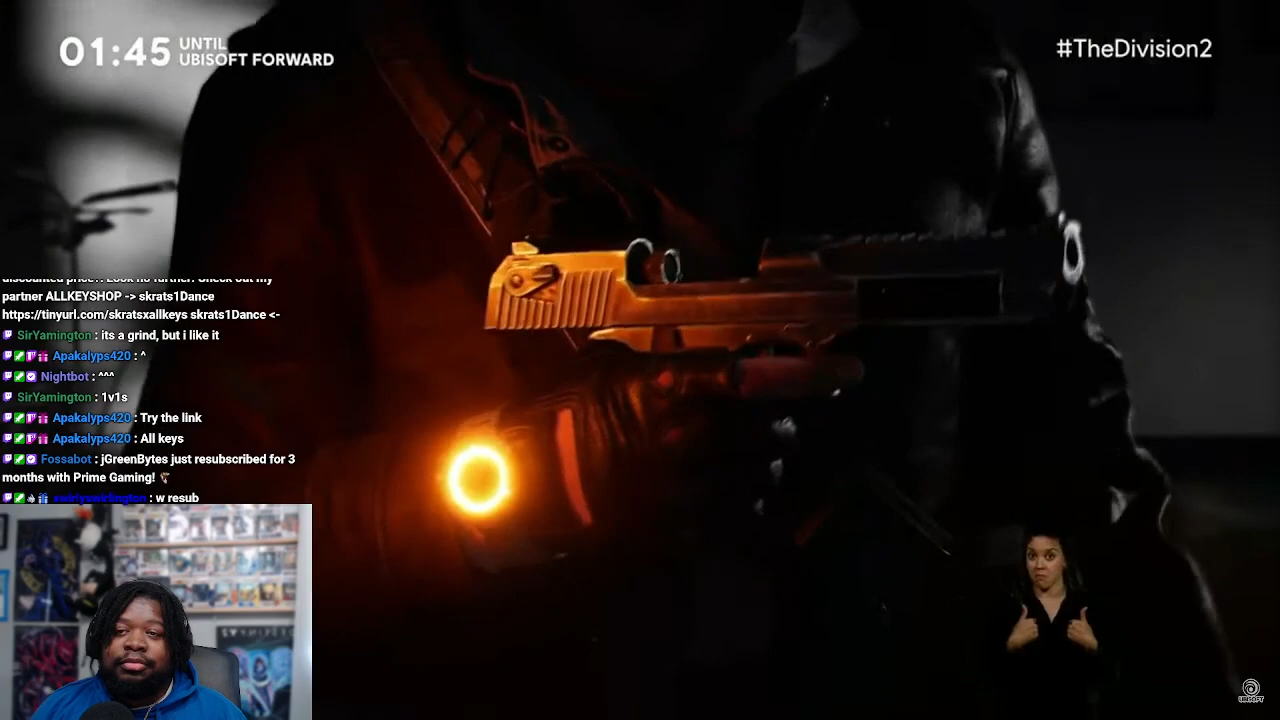 01:45 UNTIL
UBISOFT FORWARD
#TheDivision2
partner ALLKEYSHOP -> skrats1Dance
https://tinyurl.com/skratsxallkeys skrats1Dance <-
SirYamington : its a grind, but i like it
Apakalyps420 : ^
Nightbot : ^^^
SirYamington : 1v1s
Apakalyps420 : Try the link
Apakalyps420 : All keys
Fossabot : jGreenBytes just resubscribed for 3
months with Prime Gaming!
swirlyswirlington : w resub
UBISOFT